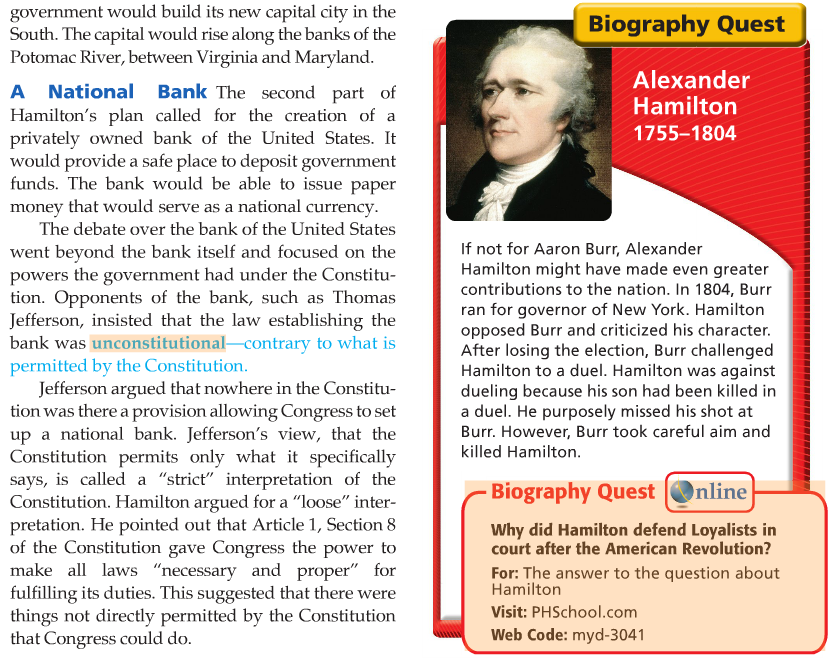 government would build its new capital city in the
South. The capital would rise along the banks of the
Potomac River, between Virginia and Maryland.
A National Bank The second part of
Hamilton's plan called for the creation of a
privately owned bank of the United States. It
would provide a safe place to deposit government
funds. The bank would be able to issue paper
money that would serve as a national currency.
The debate over the bank of the United States
went beyond the bank itself and focused on the
powers the government had under the Constitu-
tion. Opponents of the bank, such as Thomas
Jefferson, insisted that the law establishing the
bank was unconstitutional—contrary to what is
permitted by the Constitution.
Jefferson argued that nowhere in the Constitu-
tion was there a provision allowing Congress to set
up a national bank. Jefferson's view, that the
Constitution permits only what it specifically
says, is called a "strict" interpretation of the
Constitution. Hamilton argued for a "loose" inter-
pretation. He pointed out that Article 1, Section 8
of the Constitution gave Congress the power to
make all laws "necessary and proper" for
fulfilling its duties. This suggested that there were
things not directly permitted by the Constitution
that Congress could do.
Biography Quest
Alexander
Hamilton
1755–1804
If not for Aaron Burr, Alexander
Hamilton might have made even greater
contributions to the nation. In 1804, Burr
ran for governor of New York. Hamilton
opposed Burr and criticized his character.
After losing the election, Burr challenged
Hamilton to a duel. Hamilton was against
dueling because his son had been killed in
a duel. He purposely missed his shot at
Burr. However, Burr took careful aim and
killed Hamilton.
Biography Quest Online
Why did Hamilton defend Loyalists in
court after the American Revolution?
For: The answer to the question about
Hamilton
Visit: PHSchool.com
Web Code: myd-3041